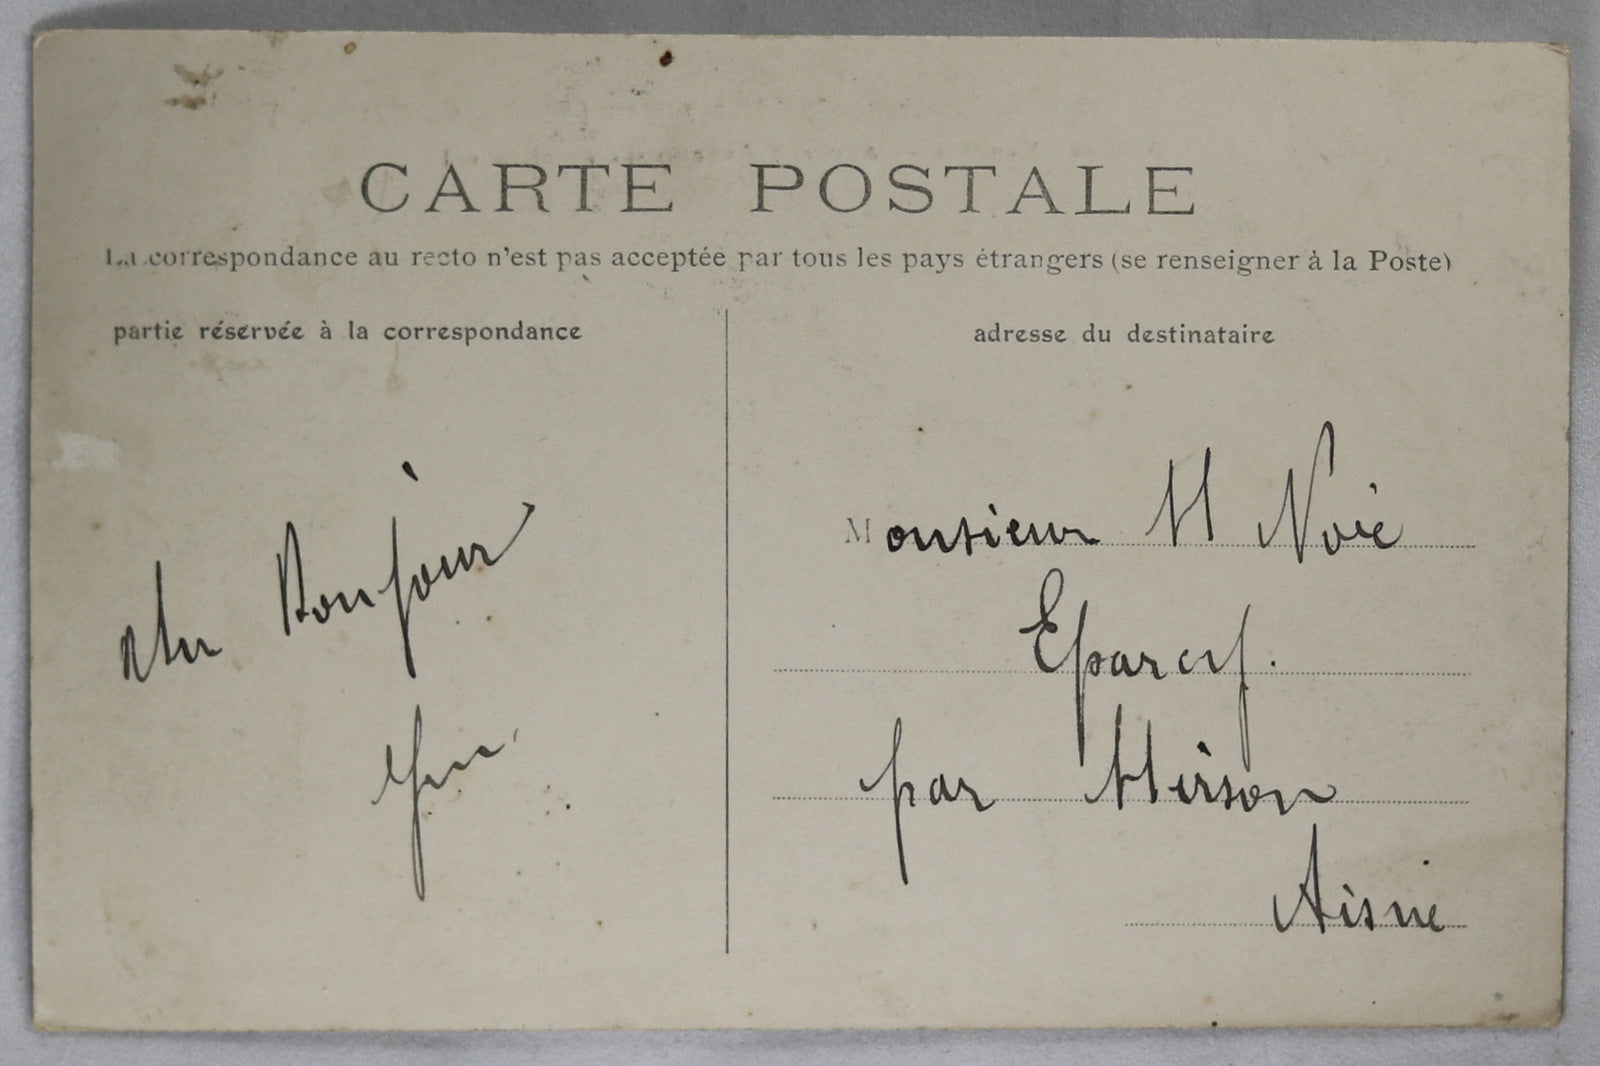 CARTE POSTALE
La correspondance au recto n'est pas acceptée par tous les pays étrangers (se renseigner à la Poste)
partie réservée à la correspondance
Un Bonjour
adresse du destinataire
Monsieur H Noié
Eparcy.
par Hirson
Aisne